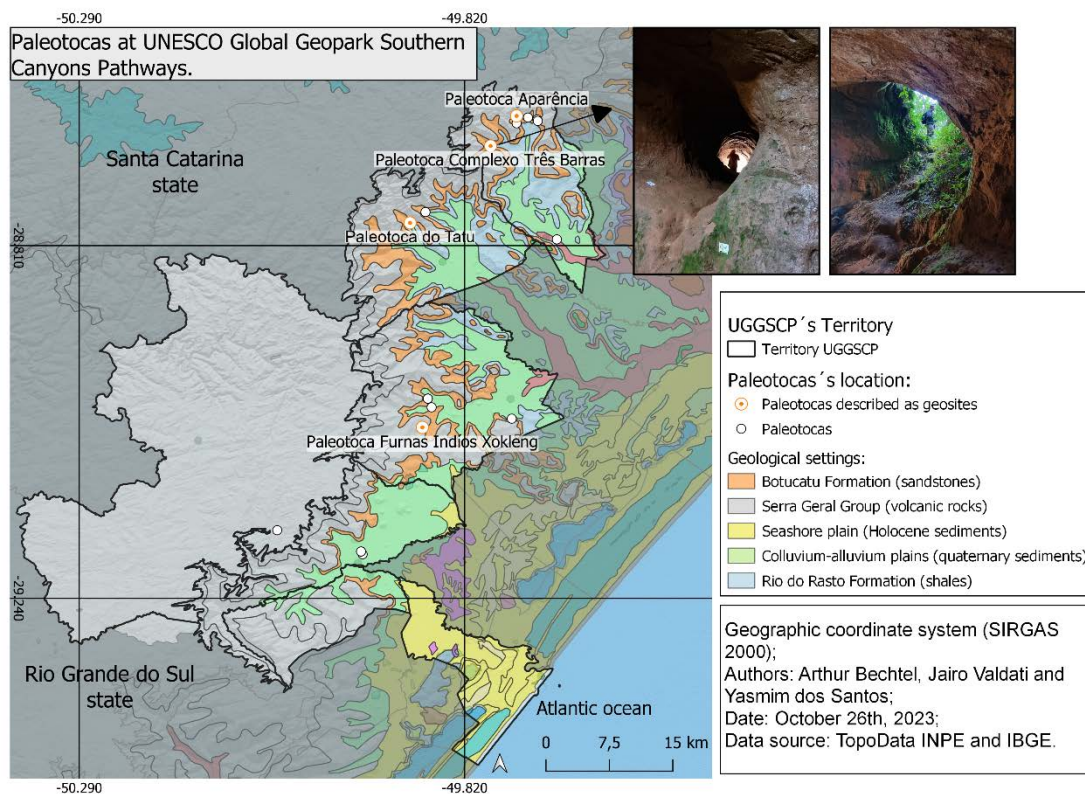 -50.290
-49.820
Paleotocas at UNESCO Global Geopark Southern
Canyons Pathways.
Paleotoca Aparência
Santa Catarina
state
Paleotoca Complexo Três Barras
Paleotoca do Tatu
-28.810
-28.810
Paleotoca Furnas Índios Xokleng
-29.240
-29.240
Rio Grande do Sul
state
Atlantic ocean
0 7,5 15 km
-50.290
-49.820
UGGSCP´s Territory
Territory UGGSCP
Paleotocas´s location:
Paleotocas described as geosites
Paleotocas
Geological settings:
Botucatu Formation (sandstones)
Serra Geral Group (volcanic rocks)
Seashore plain (Holocene sediments)
Colluvium-alluvium plains (quaternary sediments)
Rio do Rasto Formation (shales)
Geographic coordinate system (SIRGAS
2000);
Authors: Arthur Bechtel, Jairo Valdati and
Yasmim dos Santos;
Date: October 26th, 2023;
Data source: TopoData INPE and IBGE.